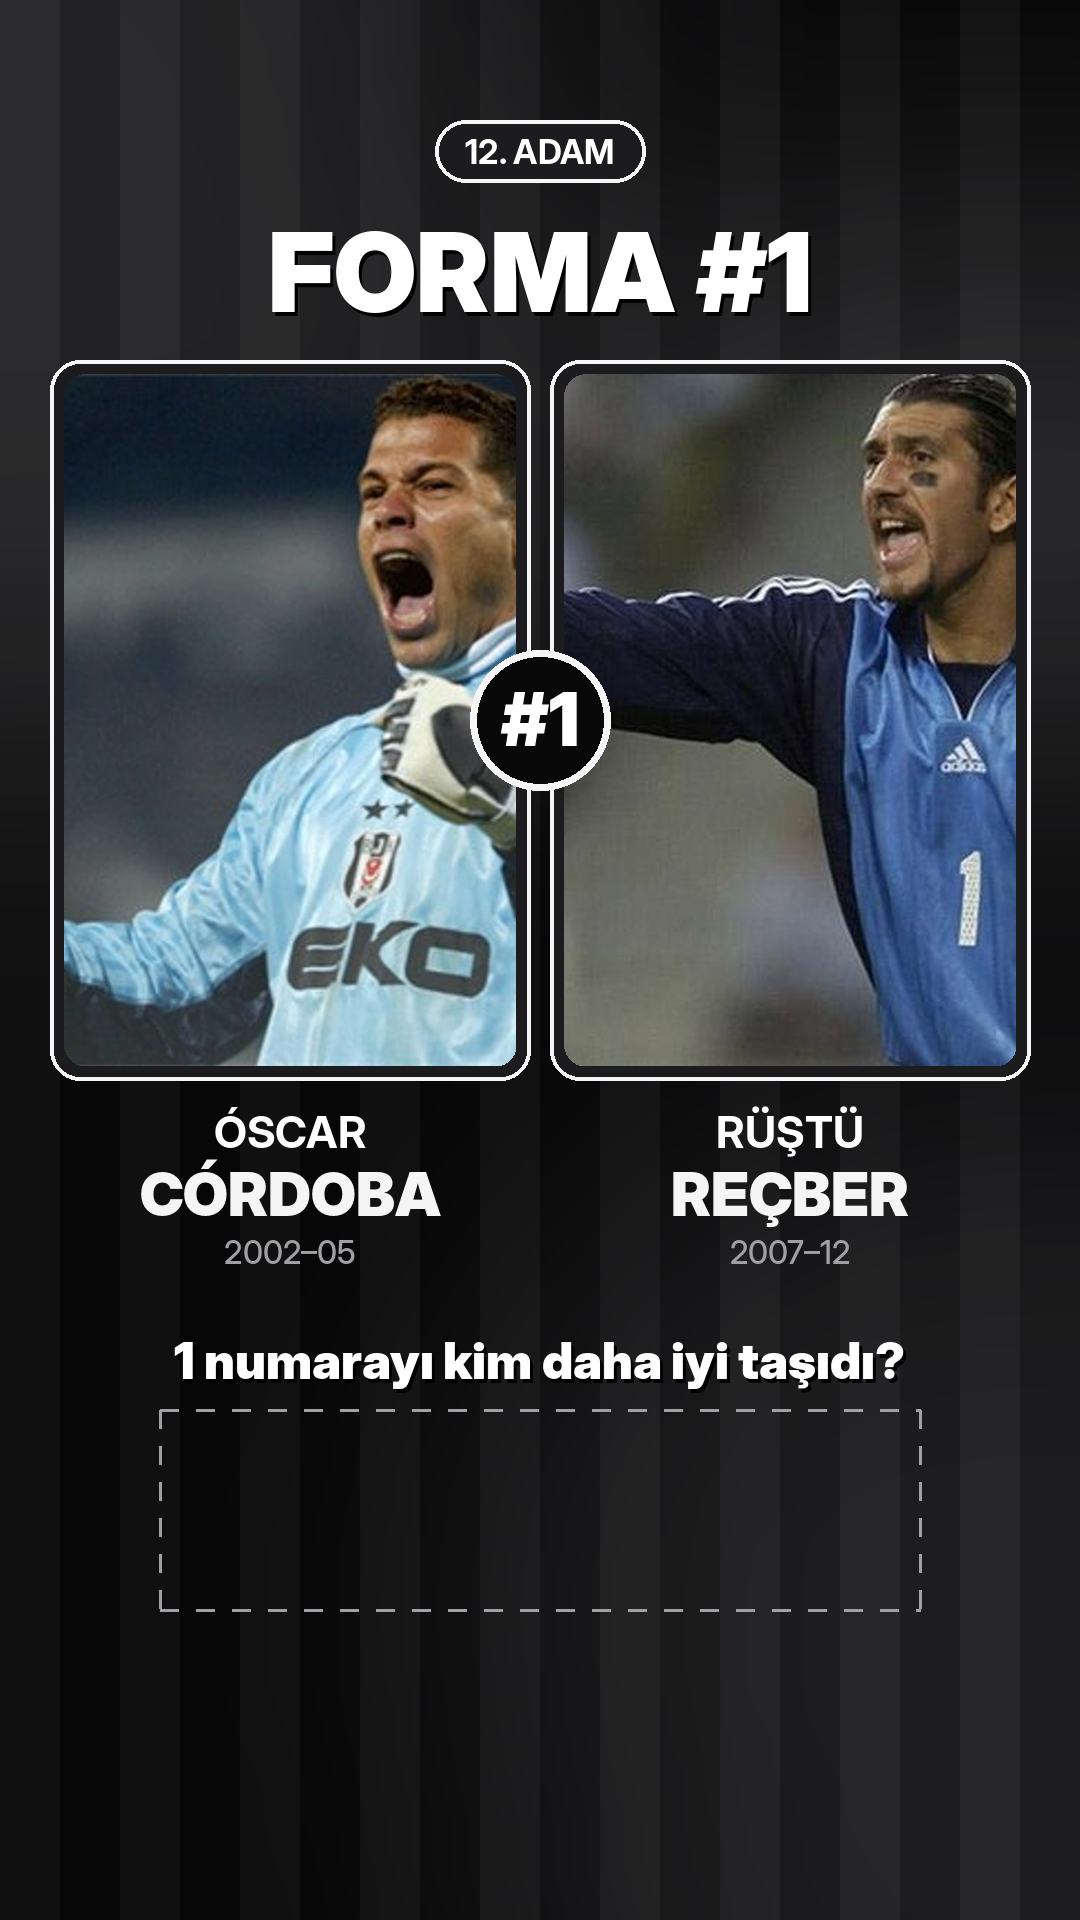 12. ADAM
FORMA #1
#1
EKO
adidas
1
ÓSCAR
CÓRDOBA
2002–05
RÜŞTÜ
REÇBER
2007–12
1 numarayı kim daha iyi taşıdı?